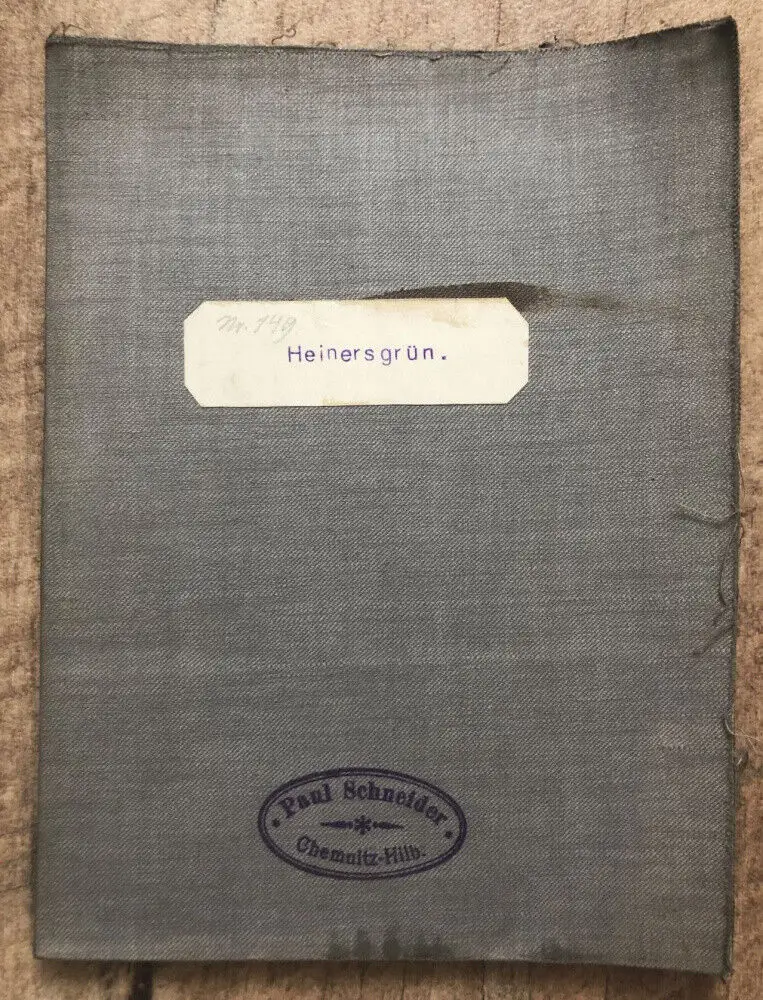 Nr. 149
Heinersgrün.
Paul Schneider
Chemnitz-Hilb.